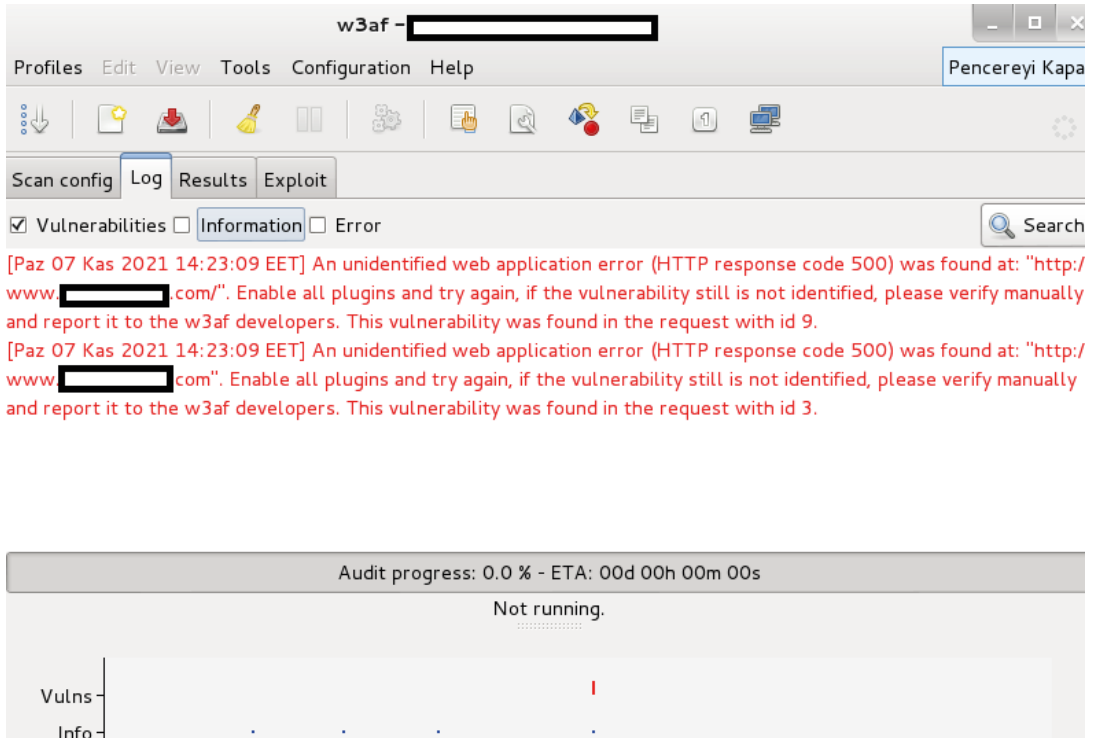 w3af –
Profiles Edit View Tools Configuration Help
Pencereyi Kapa
1
Scan config Log Results Exploit
Vulnerabilities Information Error
Search
[Paz 07 Kas 2021 14:23:09 EET] An unidentified web application error (HTTP response code 500) was found at: "http:/
www. .com/". Enable all plugins and try again, if the vulnerability still is not identified, please verify manually
and report it to the w3af developers. This vulnerability was found in the request with id 9.
[Paz 07 Kas 2021 14:23:09 EET] An unidentified web application error (HTTP response code 500) was found at: "http:/
www. com". Enable all plugins and try again, if the vulnerability still is not identified, please verify manually
and report it to the w3af developers. This vulnerability was found in the request with id 3.
Audit progress: 0.0 % - ETA: 00d 00h 00m 00s
Not running.
Vulns
Info